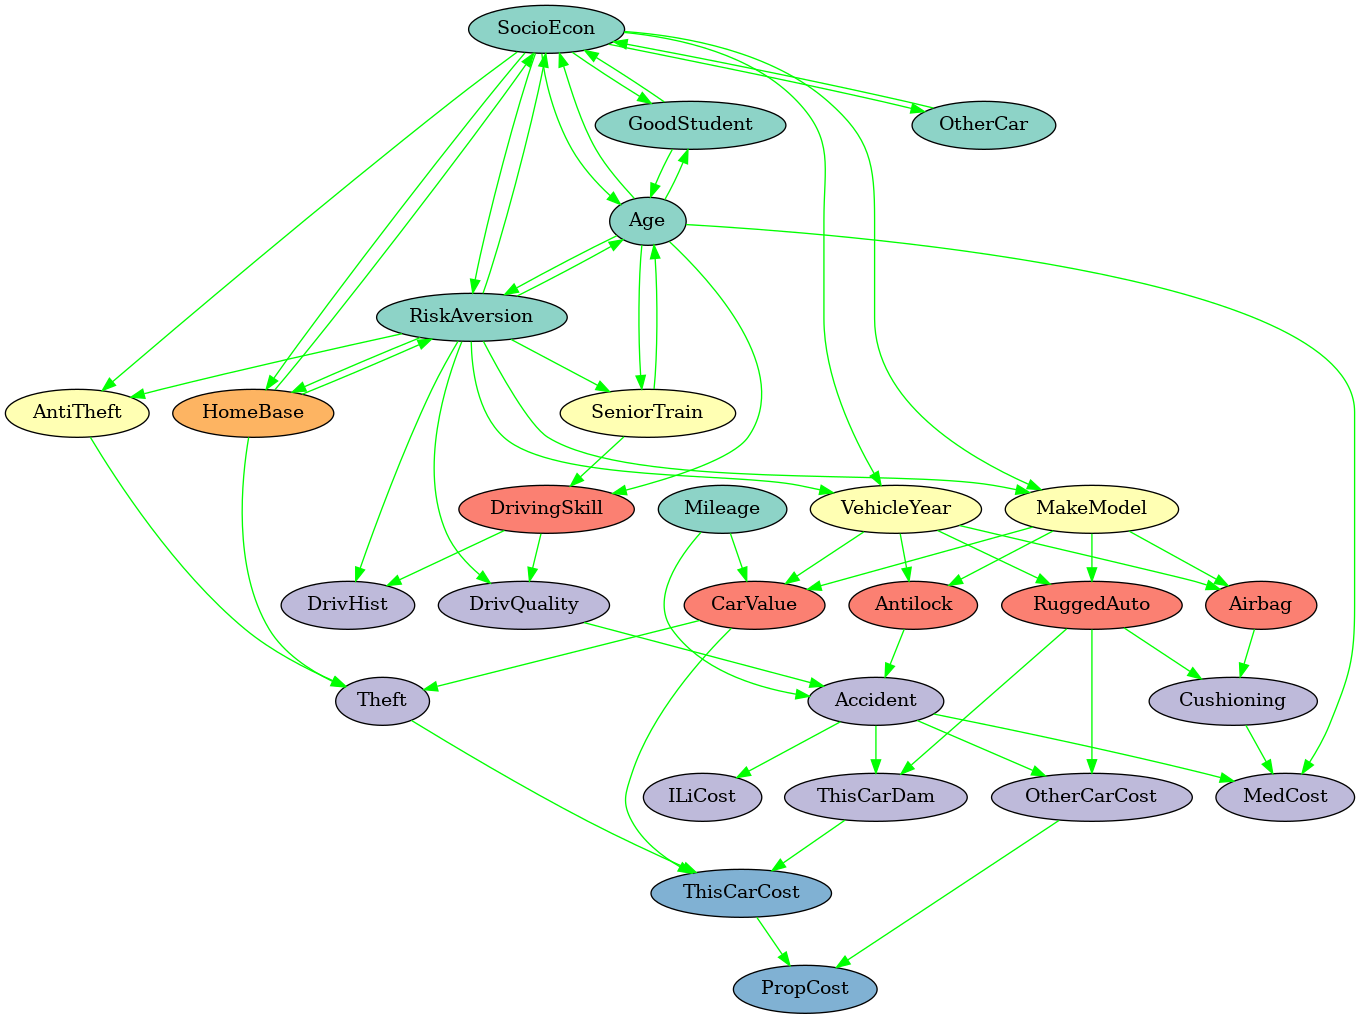 SocioEcon
GoodStudent
OtherCar
Age
RiskAversion
AntiTheft
HomeBase
SeniorTrain
DrivingSkill
Mileage
VehicleYear
MakeModel
DrivHist
DrivQuality
CarValue
Antilock
RuggedAuto
Airbag
Theft
Accident
Cushioning
ILiCost
ThisCarDam
OtherCarCost
MedCost
ThisCarCost
PropCost